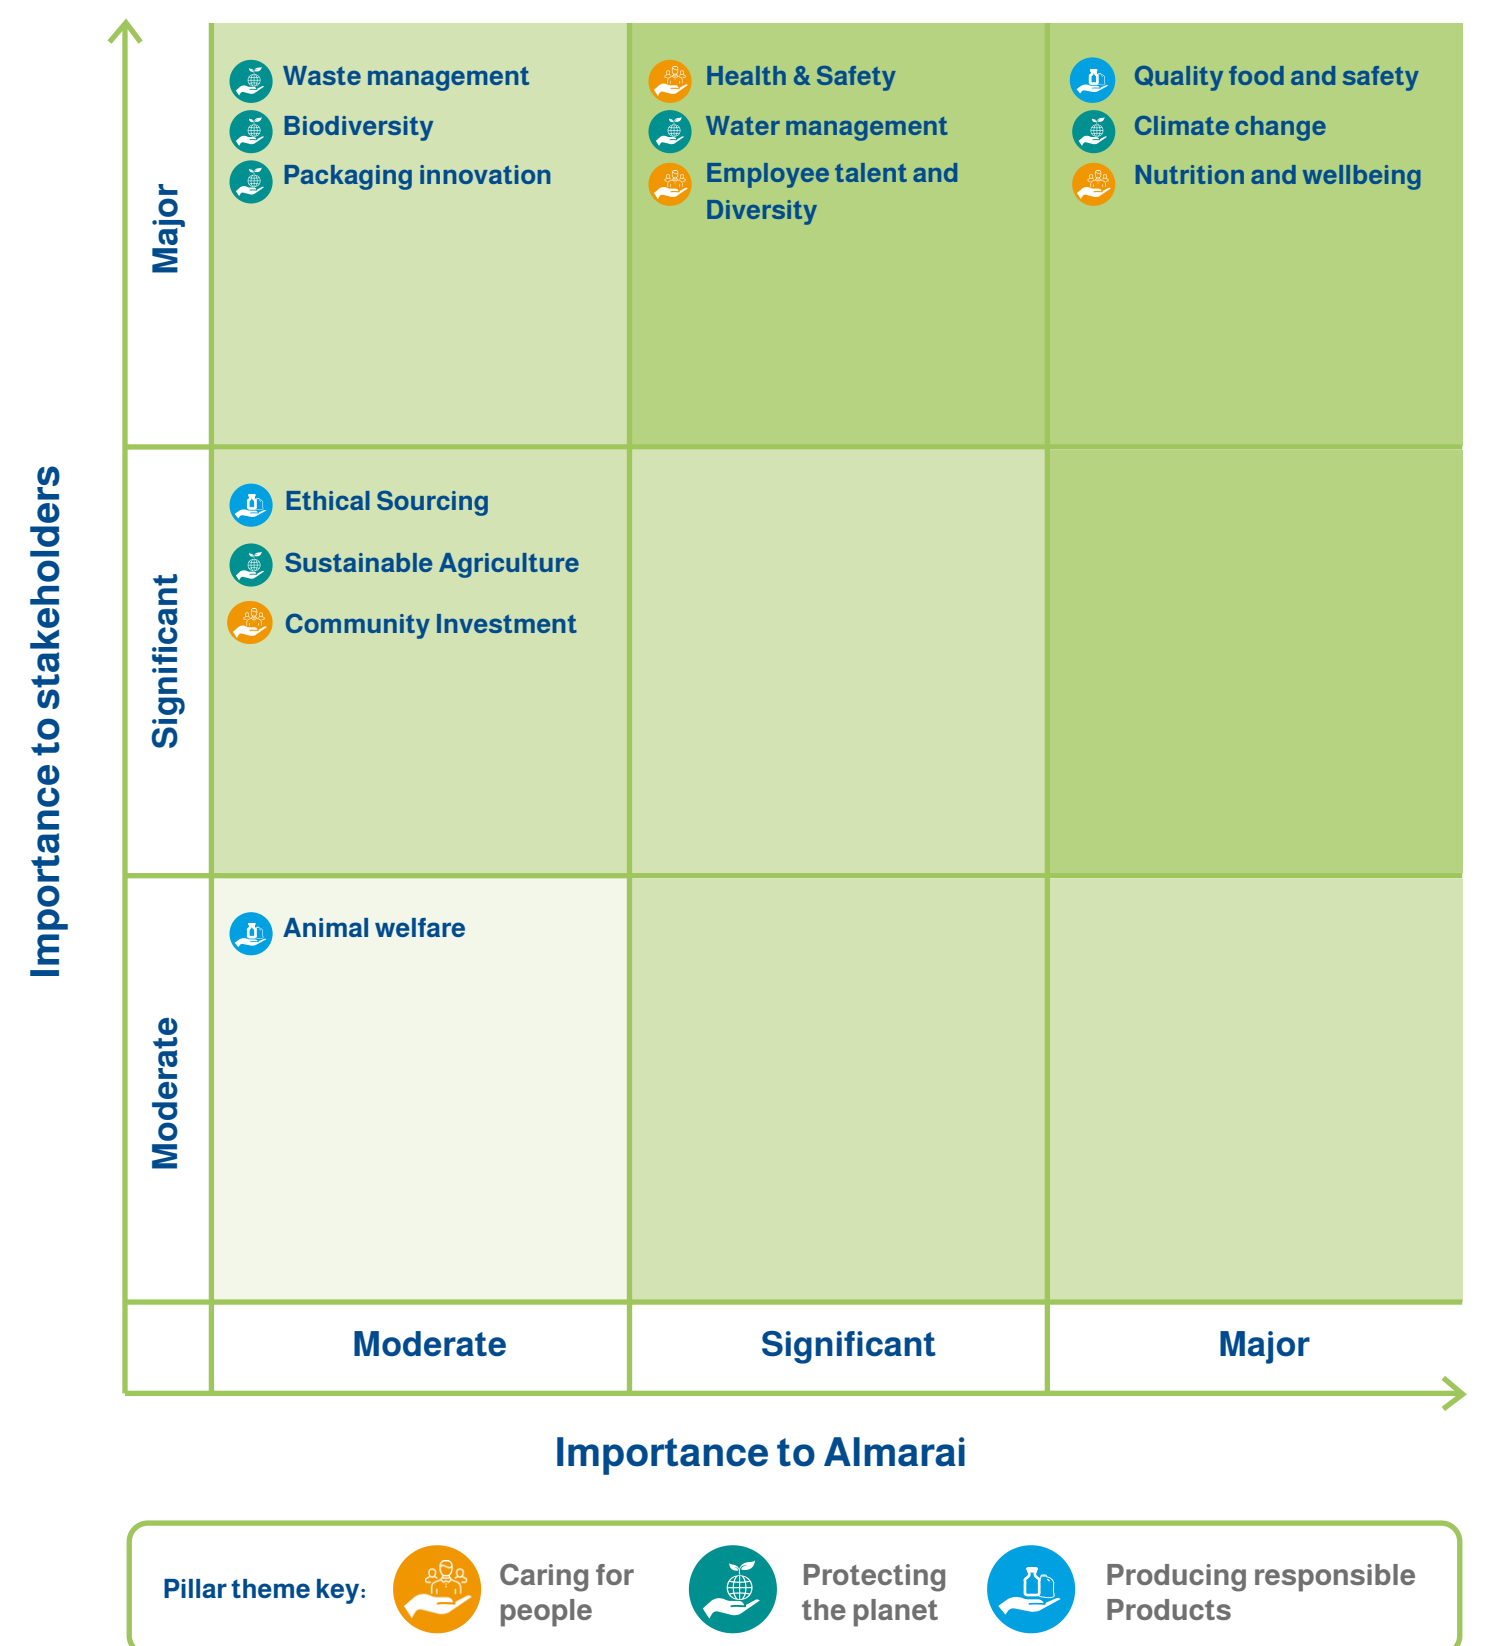 Importance to stakeholders
Major
Waste management
Biodiversity
Packaging innovation
Health & Safety
Water management
Employee talent and
Diversity
Quality food and safety
Climate change
Nutrition and wellbeing
Significant
Ethical Sourcing
Sustainable Agriculture
Community Investment
Moderate
Animal welfare
Moderate
Significant
Major
Importance to Almarai
Pillar theme key:
Caring for
people
Protecting
the planet
Producing responsible
Products